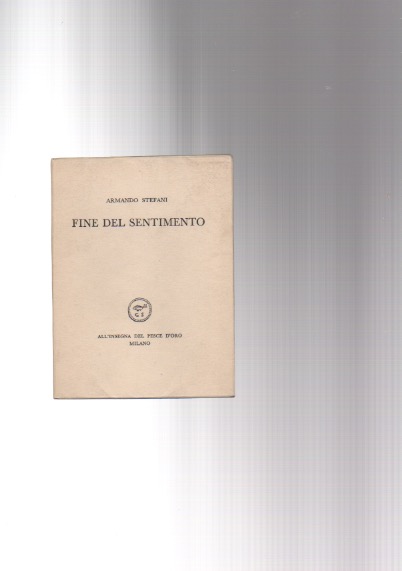 ARMANDO STEFANI
FINE DEL SENTIMENTO
G S
ALL'INSEGNA DEL PESCE D'ORO
MILANO